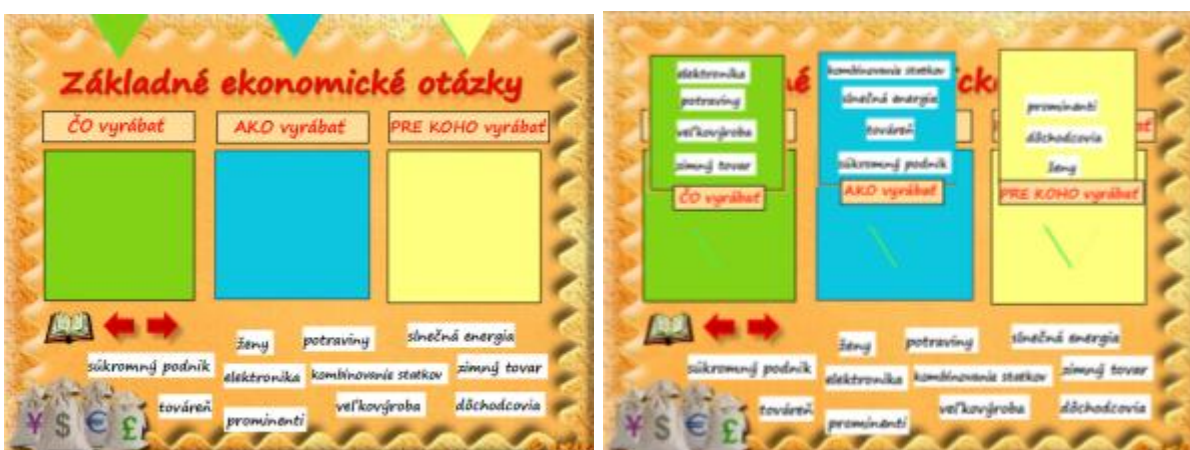 Základné ekonomické otázky
ČO vyrábať
AKO vyrábať
PRE KOHO vyrábať
ženy
potraviny
slnečná energia
súkromný podnik
elektronika
kombinovanie statkov
zimný tovar
továreň
prominenti
veľkovýroba
dôchodcovia
¥ $ € £
elektronika
potraviny
veľkovýroba
zimný tovar
ČO vyrábať
kombinovanie statkov
slnečná energia
továreň
súkromný podnik
AKO vyrábať
prominenti
dôchodcovia
ženy
PRE KOHO vyrábať
ženy
potraviny
slnečná energia
súkromný podnik
elektronika
kombinovanie statkov
zimný tovar
továreň
prominenti
veľkovýroba
dôchodcovia
¥ $ € £